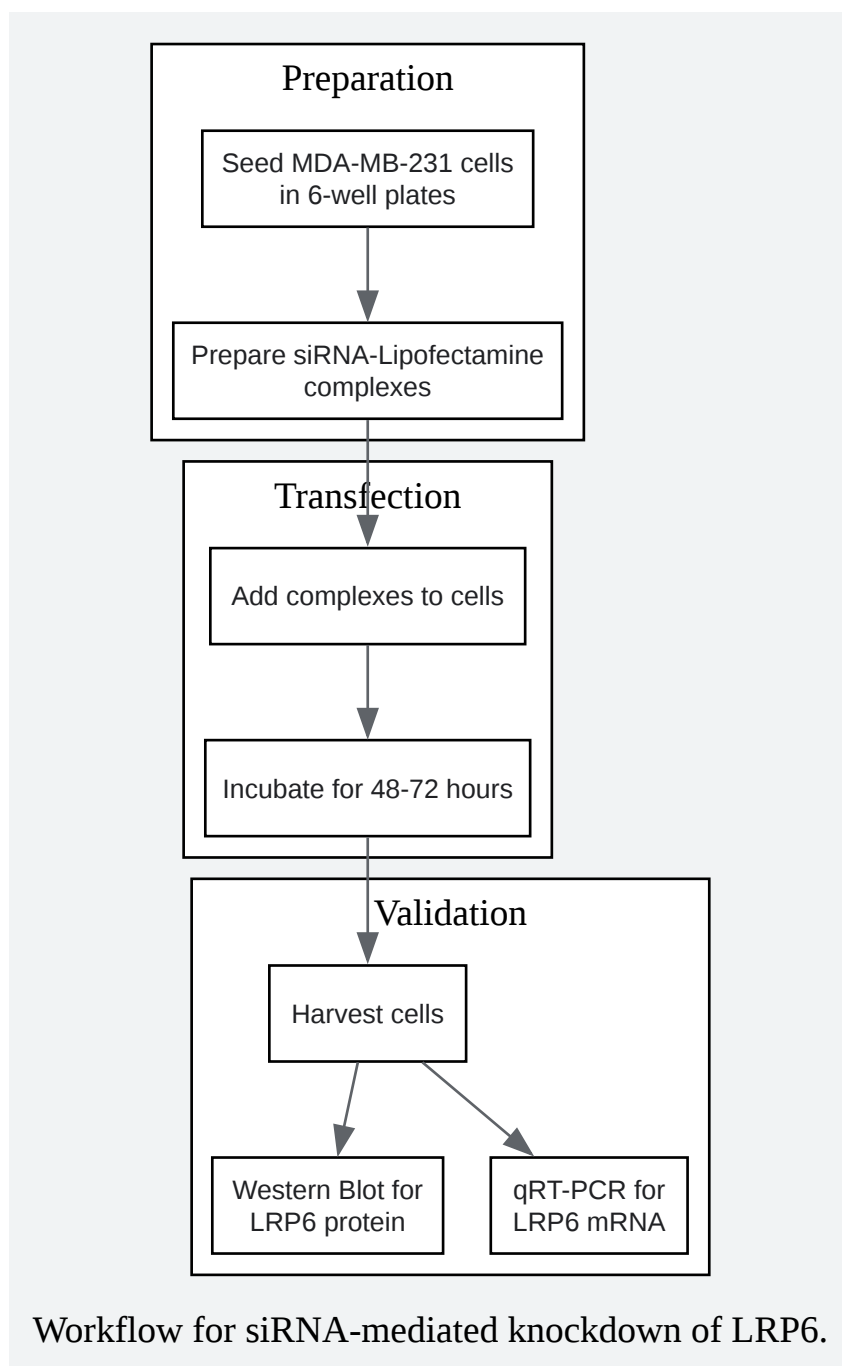 Preparation
Seed MDA-MB-231 cells
in 6-well plates
Prepare siRNA-Lipofectamine
complexes
Transfection
Add complexes to cells
Incubate for 48-72 hours
Validation
Harvest cells
Western Blot for
LRP6 protein
qRT-PCR for
LRP6 mRNA
Workflow for siRNA-mediated knockdown of LRP6.